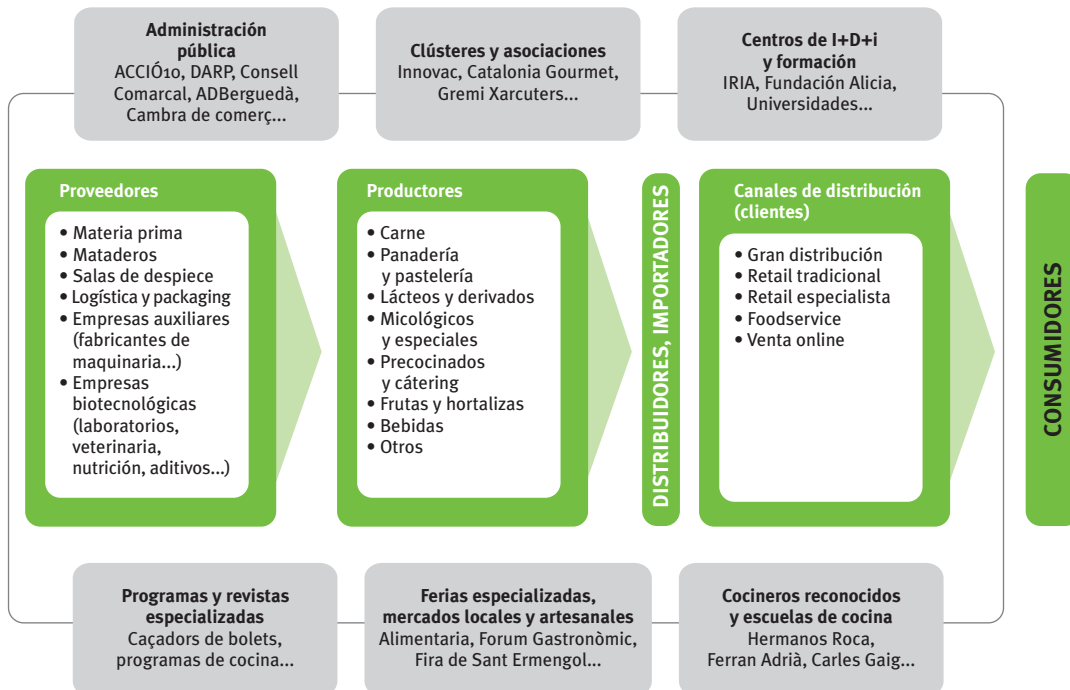 Administración
pública
ACCIÓ10, DARP, Consell
Comarcal, ADBerguedà,
Cambra de comerç...
Clústeres y asociaciones
Innovac, Catalonia Gourmet,
Gremi Xarcuters...
Centros de I+D+i
y formación
IRIA, Fundación Alicia,
Universidades...
Proveedores
• Materia prima
• Mataderos
• Salas de despiece
• Logística y packaging
• Empresas auxiliares
(fabricantes de
maquinaria...)
• Empresas
biotecnológicas
(laboratorios,
veterinaria,
nutrición, aditivos...)
Productores
• Carne
• Panadería
y pastelería
• Lácteos y derivados
• Micológicos
y especiales
• Precocinados
y cátering
• Frutas y hortalizas
• Bebidas
• Otros
DISTRIBUIDORES, IMPORTADORES
Canales de distribución
(clientes)
• Gran distribución
• Retail tradicional
• Retail especialista
• Foodservice
• Venta online
CONSUMIDORES
Programas y revistas
especializadas
Caçadors de bolets,
programas de cocina...
Ferias especializadas,
mercados locales y artesanales
Alimentaria, Forum Gastronòmic,
Fira de Sant Ermengol...
Cocineros reconocidos
y escuelas de cocina
Hermanos Roca,
Ferran Adrià, Carles Gaig...